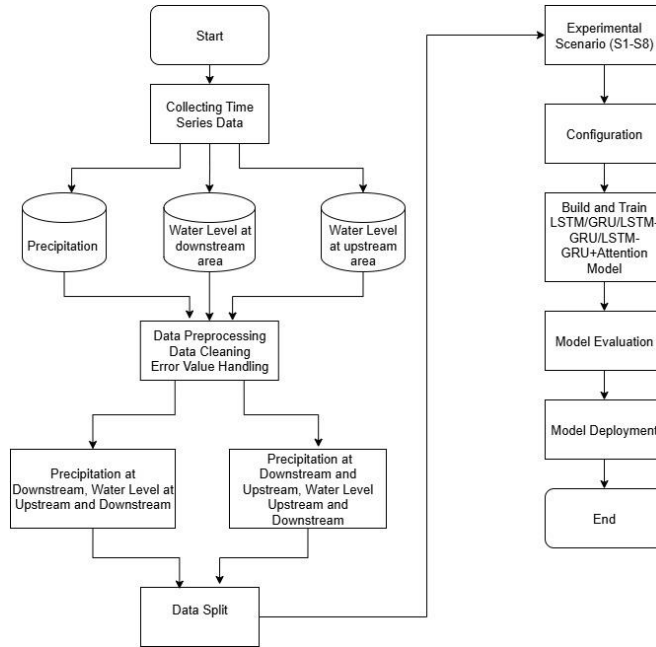 Start
Collecting Time
Series Data
Precipitation
Water Level at
downstream
area
Water Level
at upstream
area
Data Preprocessing
Data Cleaning
Error Value Handling
Precipitation at
Downstream, Water Level at
Upstream and Downstream
Precipitation at
Downstream and
Upstream, Water Level
Upstream and
Downstream
Data Split
Experimental
Scenario (S1-S8)
Configuration
Build and Train
LSTM/GRU/LSTM-
GRU/LSTM-
GRU+Attention
Model
Model Evaluation
Model Deployment
End